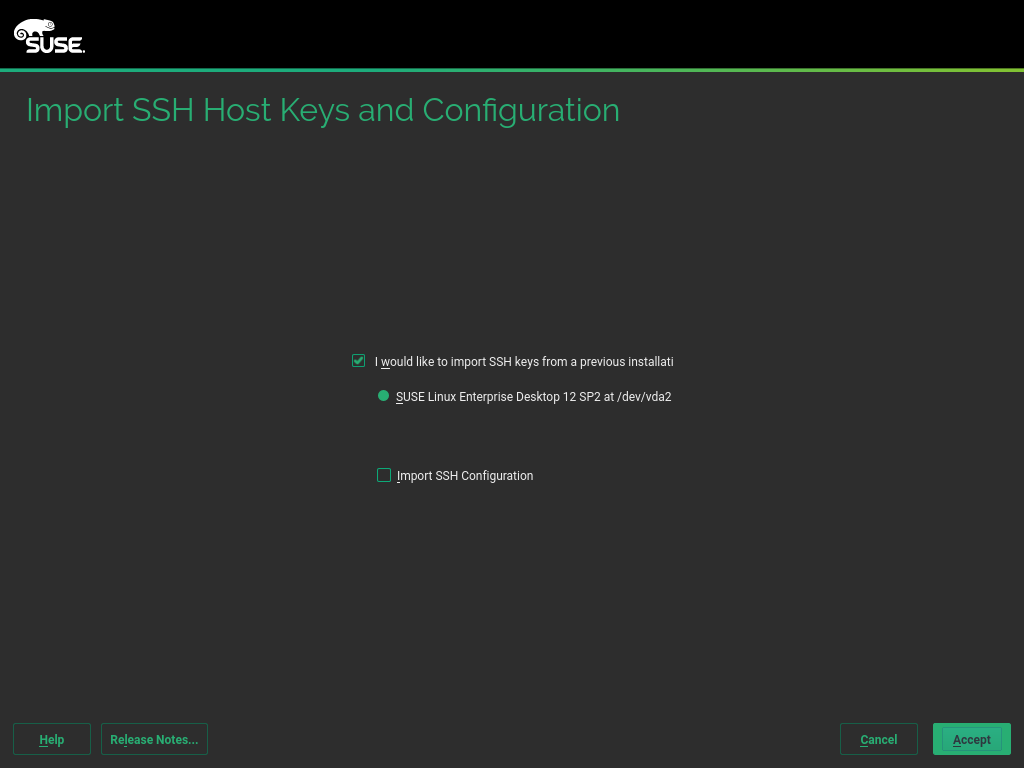 SUSE.
Import SSH Host Keys and Configuration
I would like to import SSH keys from a previous installati
SUSE Linux Enterprise Desktop 12 SP2 at /dev/vda2
Import SSH Configuration
Help
Release Notes...
Cancel
Accept